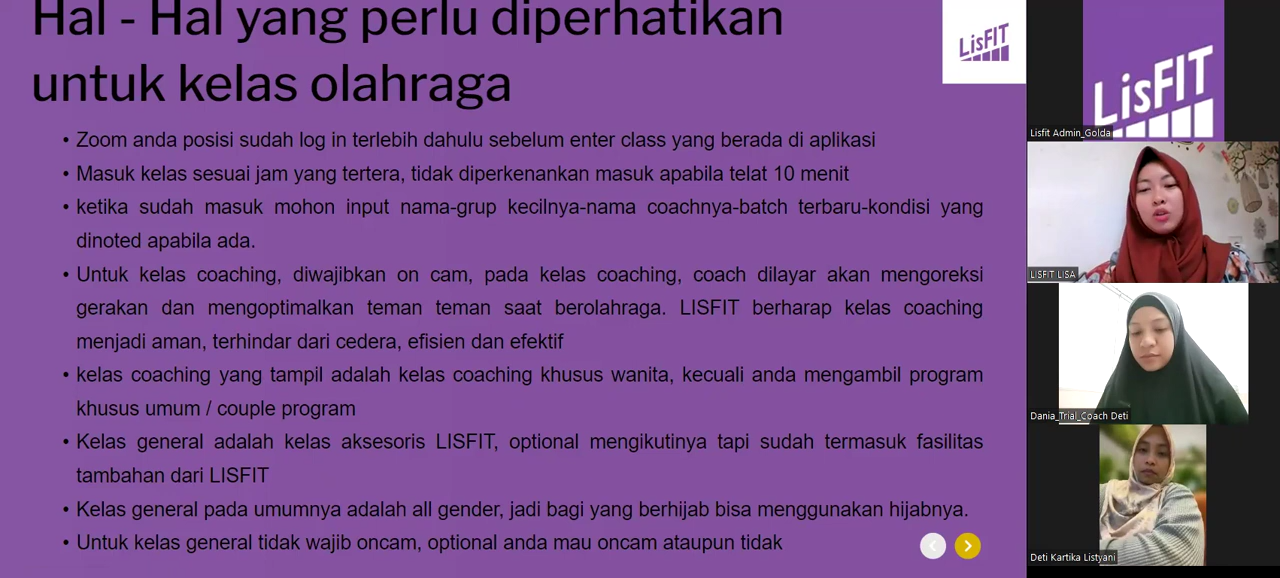 Hal - Hal yang perlu diperhatikan
untuk kelas olahraga
• Zoom anda posisi sudah log in terlebih dahulu sebelum enter class yang berada di aplikasi
• Masuk kelas sesuai jam yang tertera, tidak diperkenankan masuk apabila telat 10 menit
• ketika sudah masuk mohon input nama-grup kecilnya-nama coachnya-batch terbaru-kondisi yang
dinoted apabila ada.
• Untuk kelas coaching, diwajibkan on cam, pada kelas coaching, coach dilayar akan mengoreksi
gerakan dan mengoptimalkan teman teman saat berolahraga. LISFIT berharap kelas coaching
menjadi aman, terhindar dari cedera, efisien dan efektif
• kelas coaching yang tampil adalah kelas coaching khusus wanita, kecuali anda mengambil program
khusus umum / couple program
• Kelas general adalah kelas aksesoris LISFIT, optional mengikutinya tapi sudah termasuk fasilitas
tambahan dari LISFIT
• Kelas general pada umumnya adalah all gender, jadi bagi yang berhijab bisa menggunakan hijabnya.
• Untuk kelas general tidak wajib oncam, optional anda mau oncam ataupun tidak
LisFIT
LisFIT
Lisfit Admin_Golda
LISFIT LISA
Dania_Trial_Coach Deti
Deti Kartika Listyani